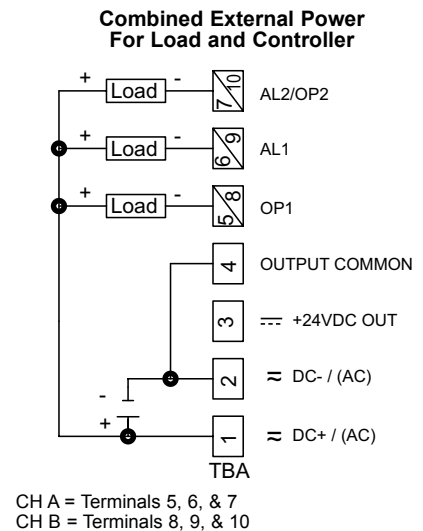 Combined External Power
For Load and Controller
+ Load - 7/10 AL2/OP2
+ Load - 6/9 AL1
+ Load - 5/8 OP1
4 OUTPUT COMMON
3 +24VDC OUT
- 2 ≈ DC- / (AC)
+ 1 ≈ DC+ / (AC)
TBA
CH A = Terminals 5, 6, & 7
CH B = Terminals 8, 9, & 10